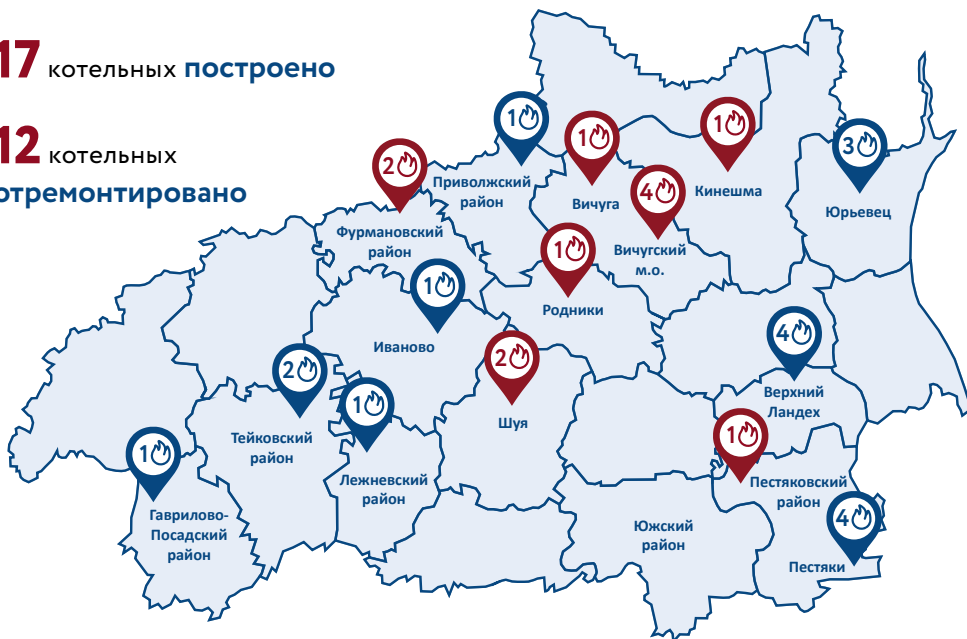 17 котельных построено
12 котельных
отремонтировано
1
1
1
3
2
Приволжский
район
4
Кинешма
Вичуга
Юрьевец
Фурмановский
район
1
Вичугский
м.о.
1
Родники
Иваново
4
2
2
1
Верхний
Ландех
Шуя
Тейковский
район
1
1
Лежневский
район
Пестяковский
район
Гаврилово-
Посадский
район
4
Южский
район
Пестяки